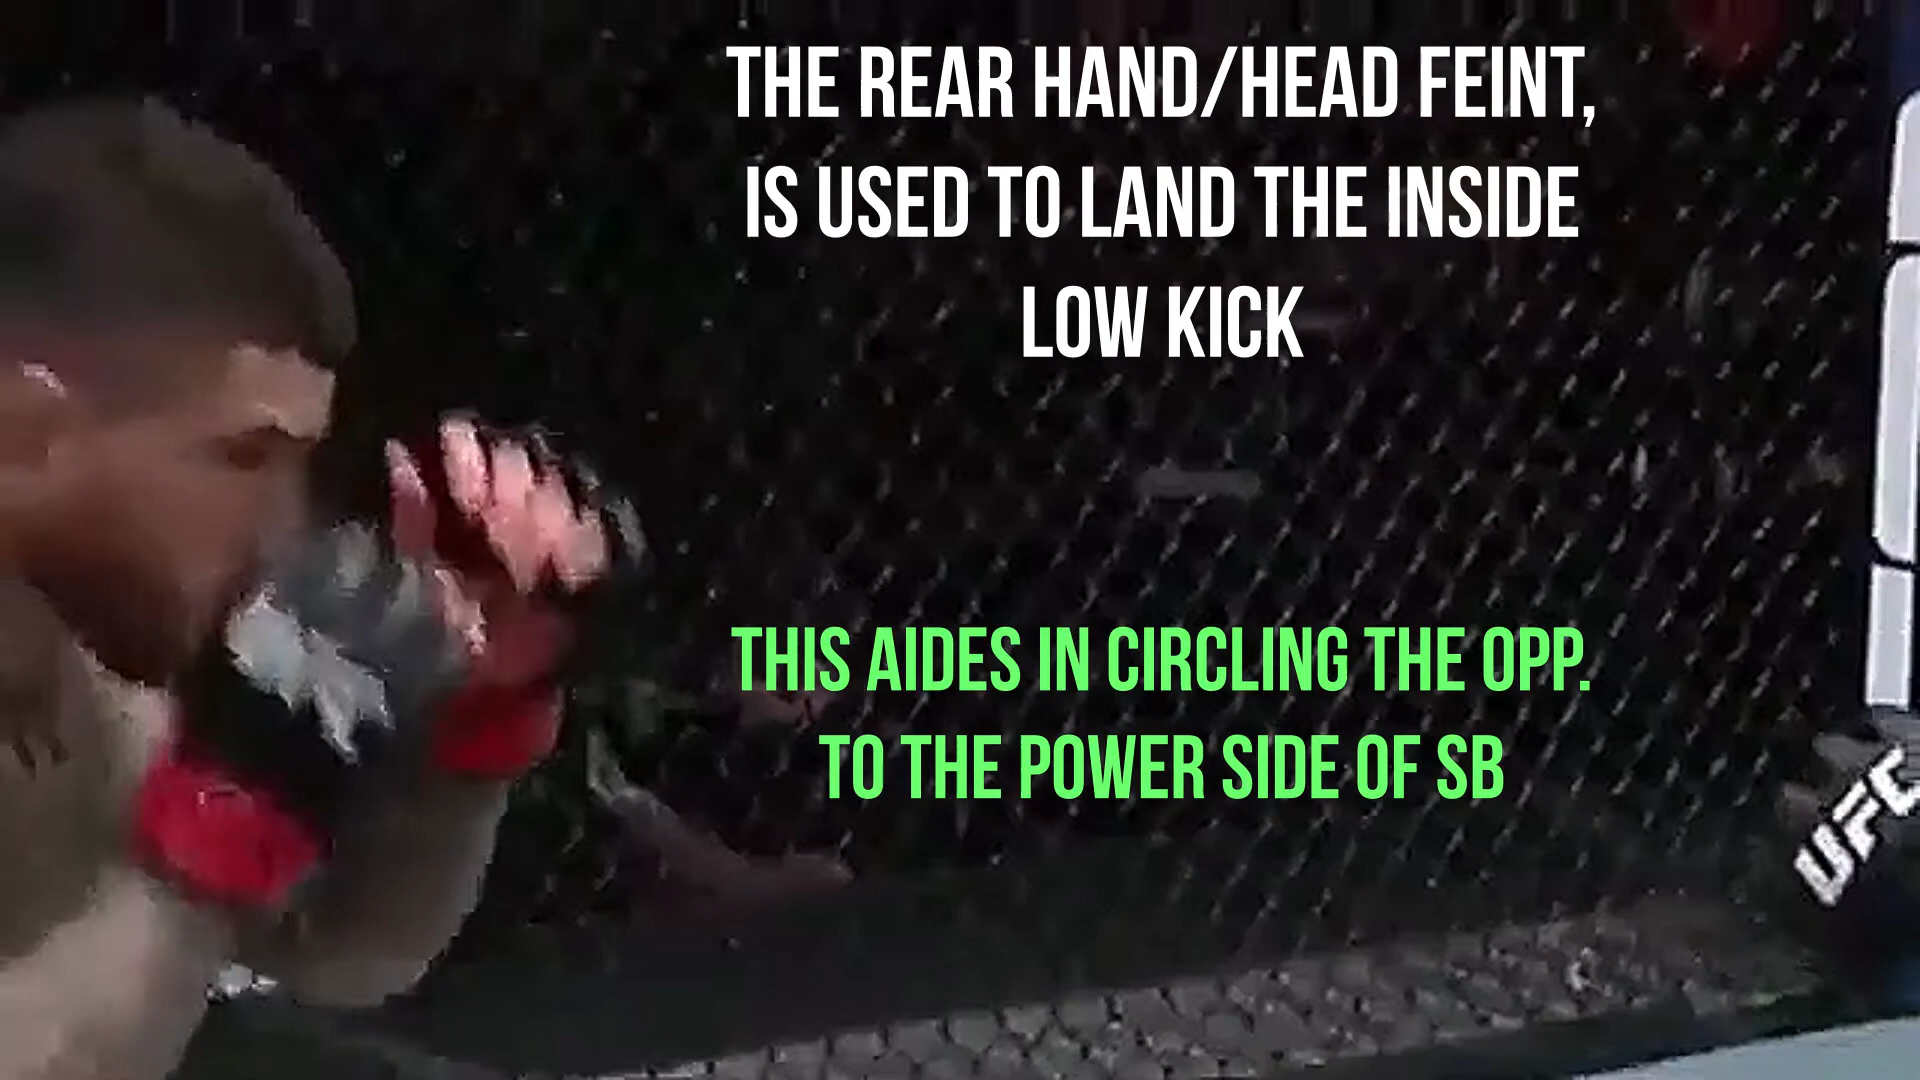 THE REAR HAND/HEAD FEINT,
IS USED TO LAND THE INSIDE
LOW KICK
THIS AIDES IN CIRCLING THE OPP.
TO THE POWER SIDE OF SB
UFC